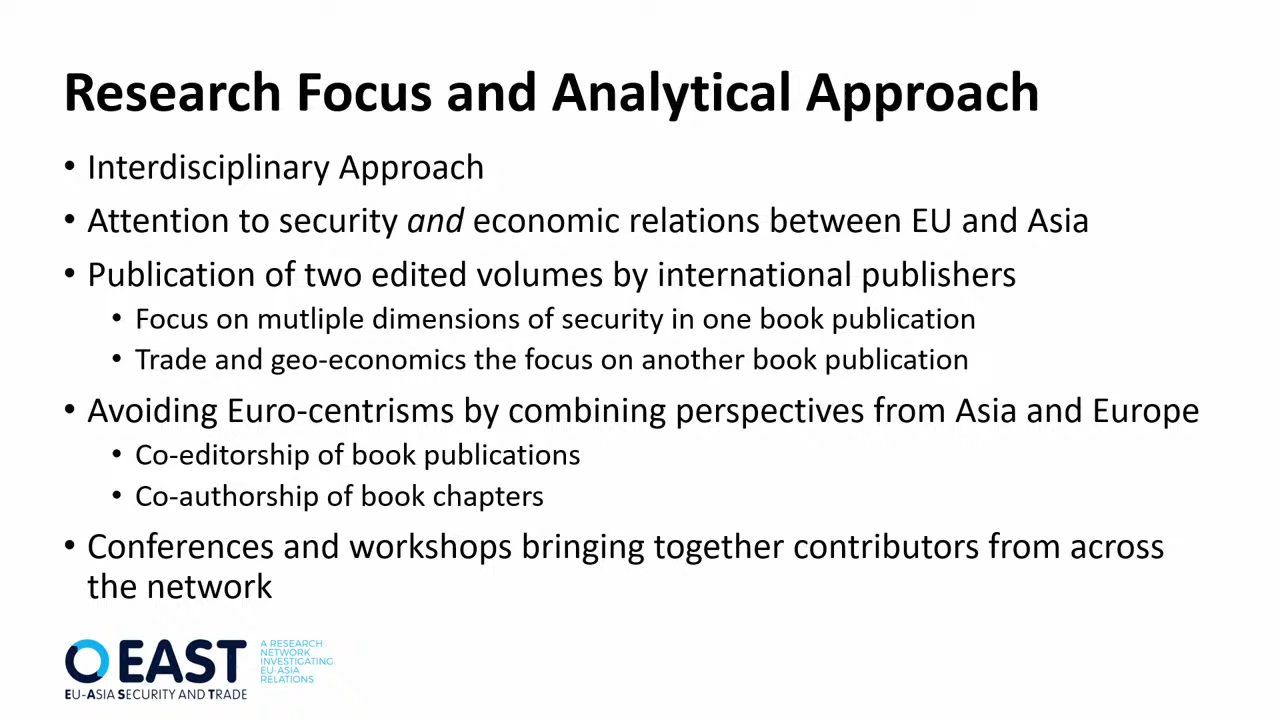 Research Focus and Analytical Approach
• Interdisciplinary Approach
• Attention to security and economic relations between EU and Asia
• Publication of two edited volumes by international publishers
• Focus on mutliple dimensions of security in one book publication
• Trade and geo-economics the focus on another book publication
• Avoiding Euro-centrisms by combining perspectives from Asia and Europe
• Co-editorship of book publications
• Co-authorship of book chapters
• Conferences and workshops bringing together contributors from across
the network
EAST
EU-ASIA SECURITY AND TRADE
A RESEARCH
NETWORK
INVESTIGATING
EU-ASIA
RELATIONS